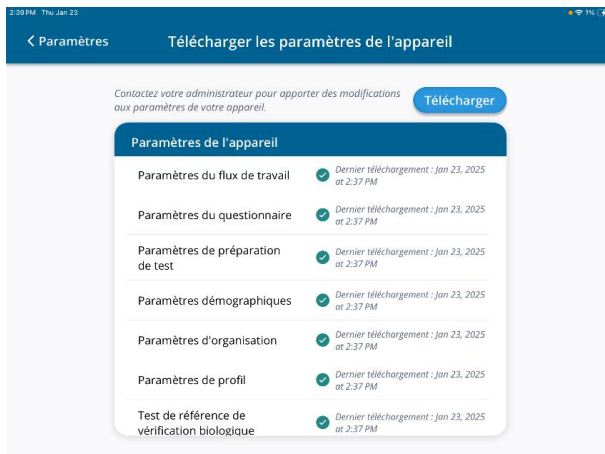 2:39 PM Thu Jan 23
1%
Paramètres
Télécharger les paramètres de l'appareil
Contactez votre administrateur pour apporter des modifications
aux paramètres de votre appareil.
Télécharger
Paramètres de l'appareil
Paramètres du flux de travail
Dernier téléchargement : Jan 23, 2025
at 2:37 PM
Paramètres du questionnaire
Dernier téléchargement : Jan 23, 2025
at 2:37 PM
Paramètres de préparation
de test
Dernier téléchargement : Jan 23, 2025
at 2:37 PM
Paramètres démographiques
Dernier téléchargement : Jan 23, 2025
at 2:37 PM
Paramètres d'organisation
Dernier téléchargement : Jan 23, 2025
at 2:37 PM
Paramètres de profil
Dernier téléchargement : Jan 23, 2025
at 2:37 PM
Test de référence de
vérification biologique
Dernier téléchargement : Jan 23, 2025
at 2:37 PM